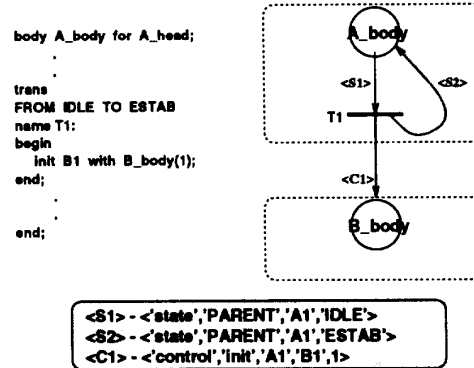 body A_body for A_head;
.
.
trans
FROM IDLE TO ESTAB
name T1:
begin
init B1 with B_body(1);
end;
.
.
end;
A_body
<S1>
<S2>
T1
<C1>
B_body
<S1> - <'state','PARENT','A1','IDLE'>
<S2> - <'state','PARENT','A1','ESTAB'>
<C1> - <'control','init','A1','B1',1>